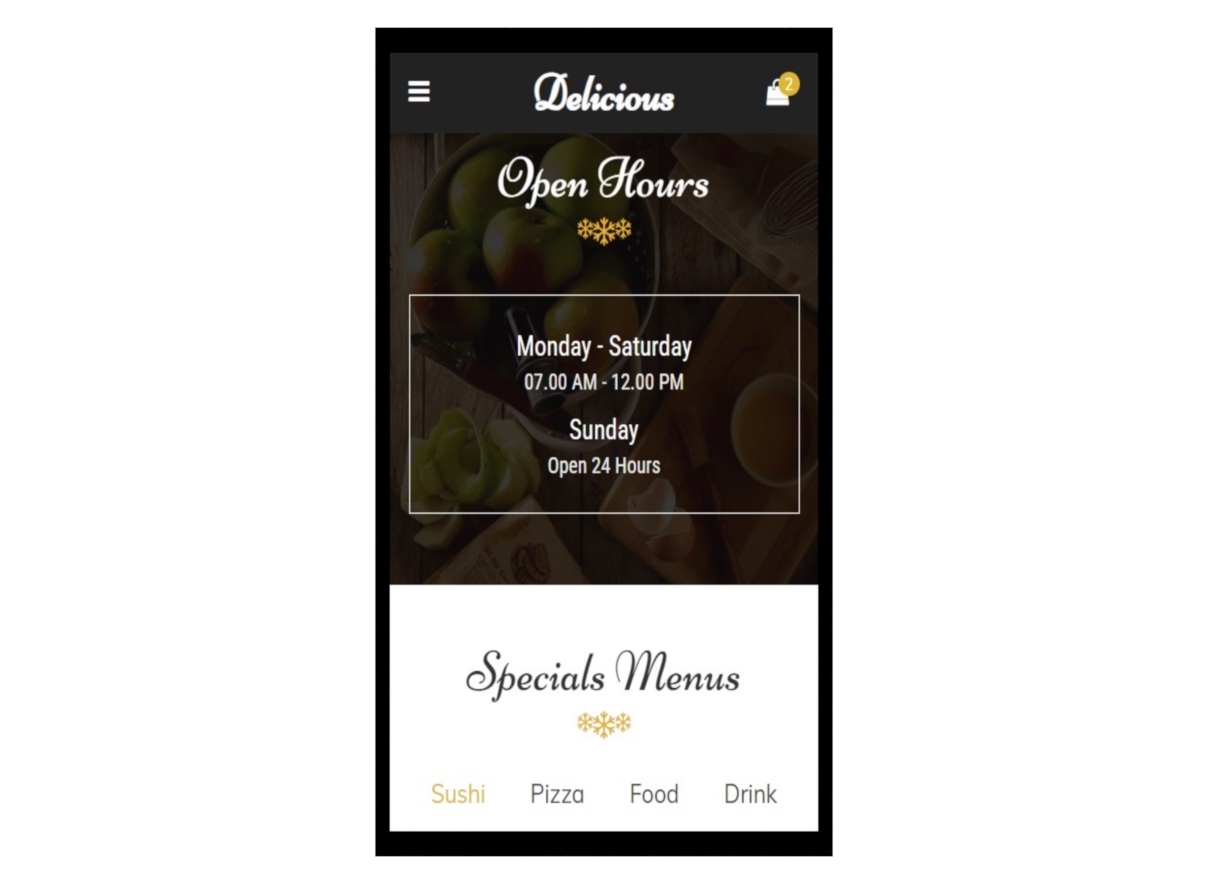 Delicious
2
Open Hours
Monday - Saturday
07.00 AM - 12.00 PM
Sunday
Open 24 Hours
Specials Menus
Sushi Pizza Food Drink